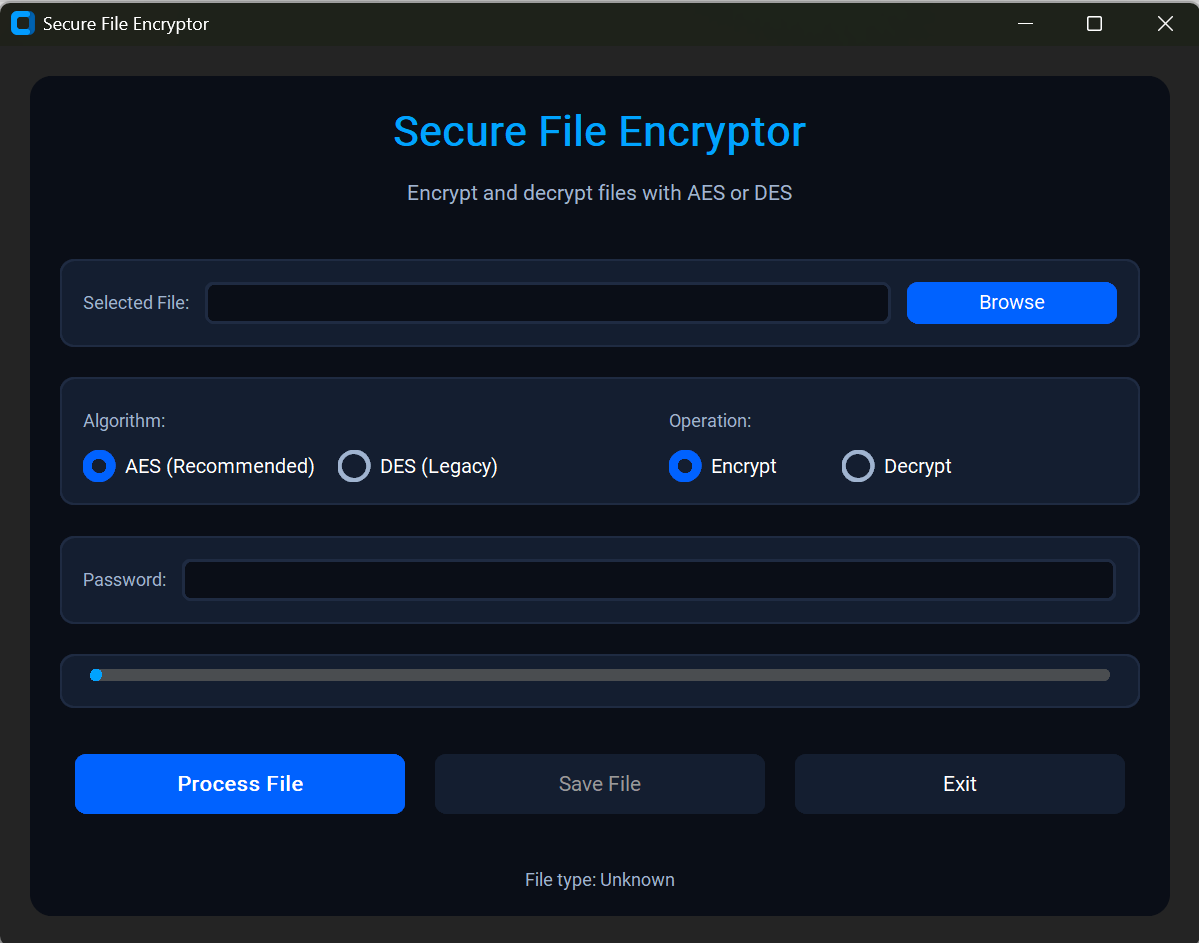 Secure File Encryptor
Secure File Encryptor
Encrypt and decrypt files with AES or DES
Selected File:
Browse
Algorithm:
Operation:
AES (Recommended)
DES (Legacy)
Encrypt
Decrypt
Password:
Process File
Save File
Exit
File type: Unknown